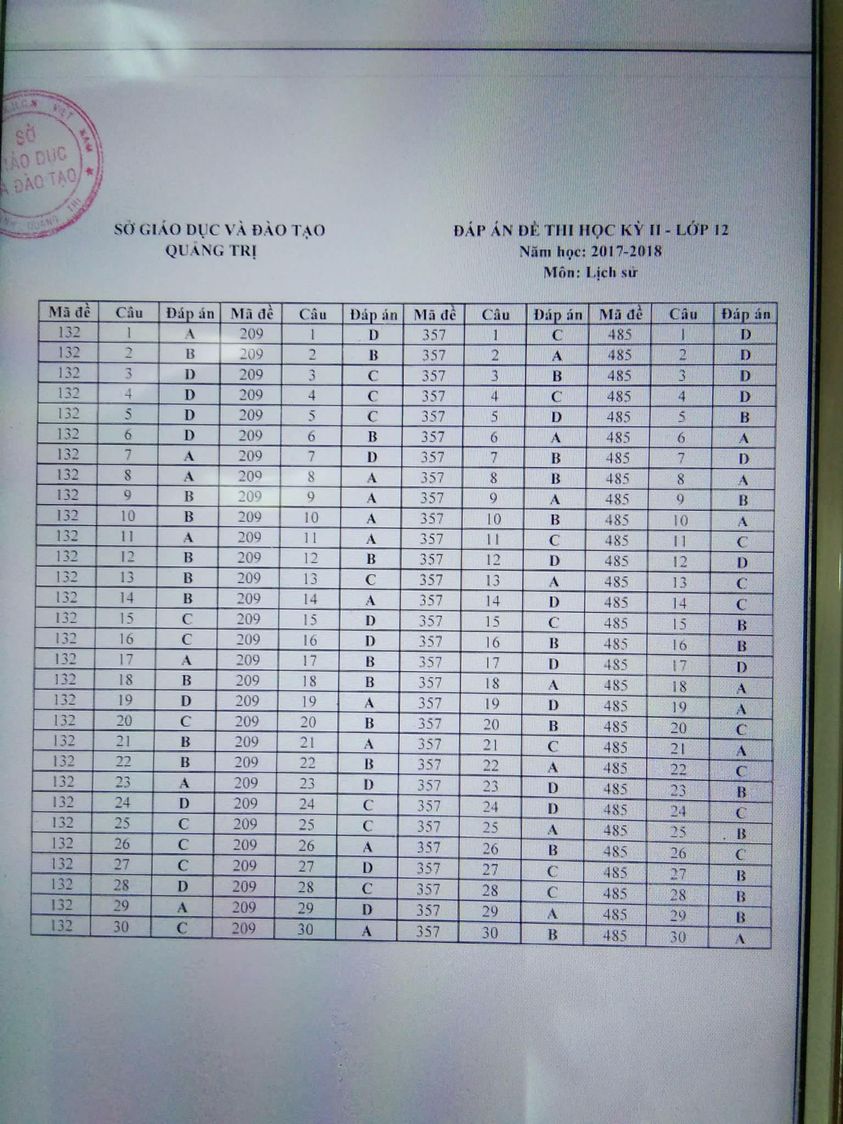 S.H.C.N VIỆT NAM ★
SỞ
GIÁO DỤC
VÀ ĐÀO TẠO
TỈNH QUẢNG TRỊ
SỞ GIÁO DỤC VÀ ĐÀO TẠO
QUẢNG TRỊ
ĐÁP ÁN ĐỀ THI HỌC KỲ II - LỚP 12
Năm học: 2017-2018
Môn: Lịch sử
Mã đề Câu Đáp án Mã đề Câu Đáp án Mã đề Câu Đáp án Mã đề Câu Đáp án
132 1 A 209 1 D 357 1 C 485 1 D
132 2 B 209 2 B 357 2 A 485 2 D
132 3 D 209 3 C 357 3 B 485 3 D
132 4 D 209 4 C 357 4 C 485 4 D
132 5 D 209 5 C 357 5 D 485 5 B
132 6 D 209 6 B 357 6 A 485 6 A
132 7 A 209 7 D 357 7 B 485 7 D
132 8 A 209 8 A 357 8 B 485 8 A
132 9 B 209 9 A 357 9 A 485 9 B
132 10 B 209 10 A 357 10 B 485 10 A
132 11 A 209 11 A 357 11 C 485 11 C
132 12 B 209 12 B 357 12 D 485 12 D
132 13 B 209 13 C 357 13 A 485 13 C
132 14 B 209 14 A 357 14 D 485 14 C
132 15 C 209 15 D 357 15 C 485 15 B
132 16 C 209 16 D 357 16 B 485 16 B
132 17 A 209 17 B 357 17 D 485 17 D
132 18 B 209 18 B 357 18 A 485 18 A
132 19 D 209 19 A 357 19 D 485 19 A
132 20 C 209 20 B 357 20 B 485 20 C
132 21 B 209 21 A 357 21 C 485 21 A
132 22 B 209 22 B 357 22 A 485 22 C
132 23 A 209 23 D 357 23 D 485 23 B
132 24 D 209 24 C 357 24 D 485 24 C
132 25 C 209 25 C 357 25 A 485 25 B
132 26 C 209 26 A 357 26 B 485 26 C
132 27 C 209 27 D 357 27 C 485 27 B
132 28 D 209 28 C 357 28 C 485 28 B
132 29 A 209 29 D 357 29 A 485 29 B
132 30 C 209 30 A 357 30 B 485 30 A